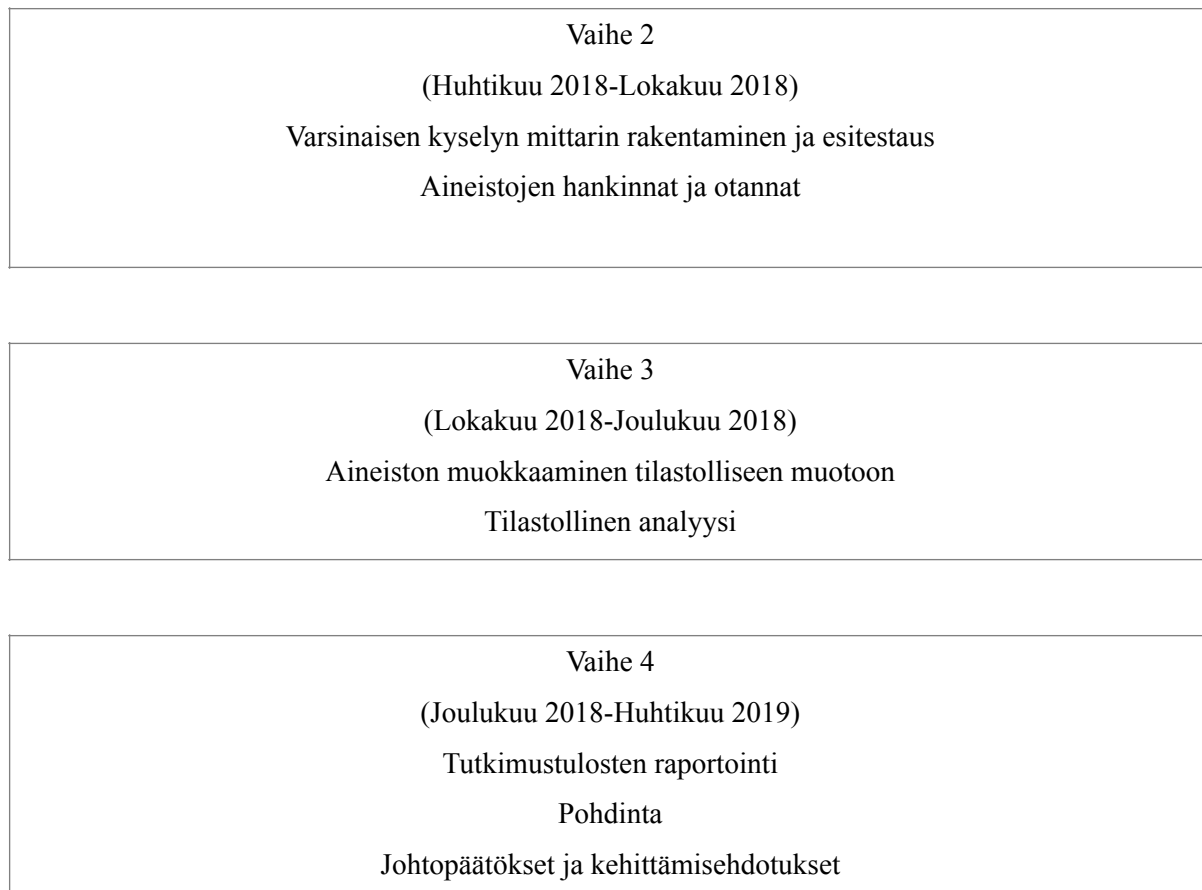 Vaihe 2
(Huhtikuu 2018-Lokakuu 2018)
Varsinaisen kyselyn mittarin rakentaminen ja esitestaus
Aineistojen hankinnat ja otannat
Vaihe 3
(Lokakuu 2018-Joulukuu 2018)
Aineiston muokkaaminen tilastolliseen muotoon
Tilastollinen analyysi
Vaihe 4
(Joulukuu 2018-Huhtikuu 2019)
Tutkimustulosten raportointi
Pohdinta
Johtopäätökset ja kehittämisehdotukset